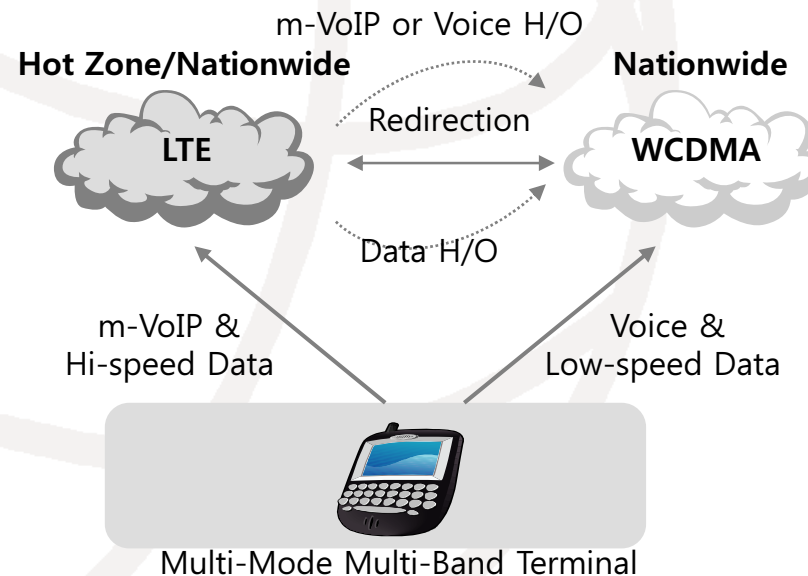 m-VoIP or Voice H/O
Hot Zone/Nationwide
Nationwide
Redirection
LTE
WCDMA
Data H/O
m-VoIP &
Hi-speed Data
Voice &
Low-speed Data
Multi-Mode Multi-Band Terminal